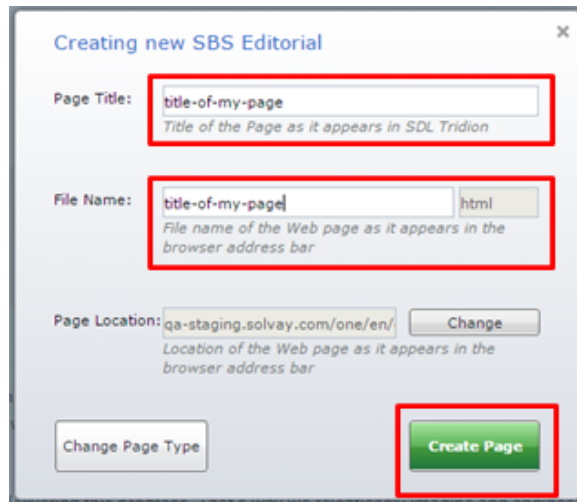 Creating new SBS Editorial
Page Title: title-of-my-page
Title of the Page as it appears in SDL Tridion
File Name: title-of-my-page html
File name of the Web page as it appears in the
browser address bar
Page Location: qa-staging.solvay.com/one/en/ Change
Location of the Web page as it appears in the
browser address bar
Change Page Type Create Page